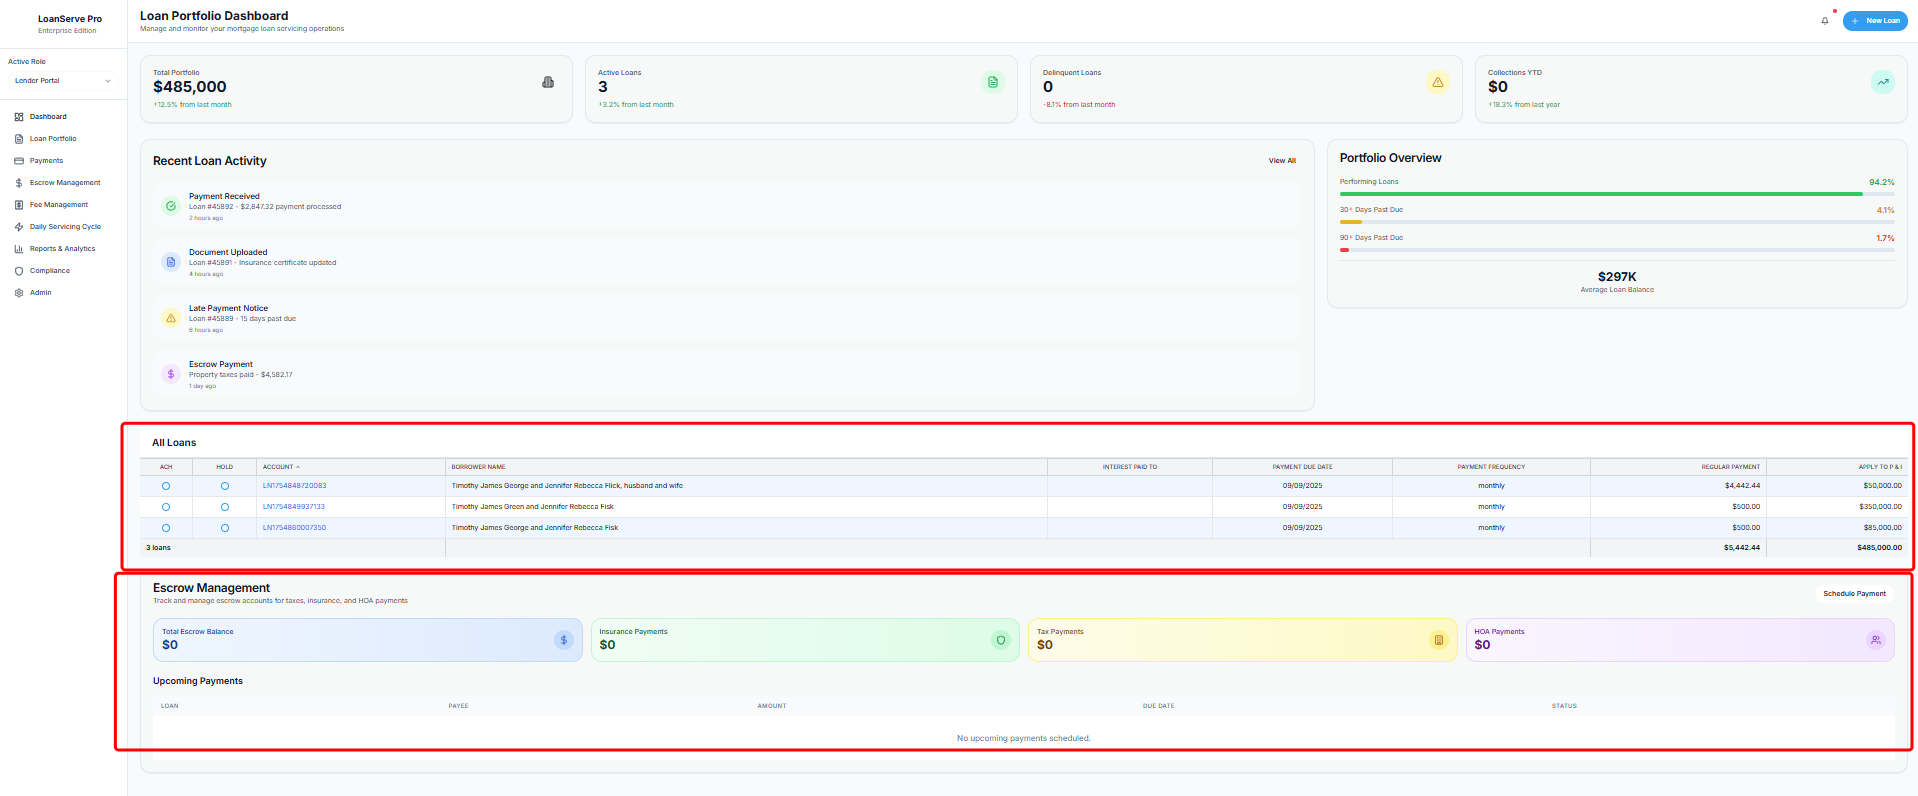 LoanServe Pro
Enterprise Edition
Active Role
Lender Portal
Dashboard
Loan Portfolio
Payments
Escrow Management
Fee Management
Daily Servicing Cycle
Reports & Analytics
Compliance
Admin
Loan Portfolio Dashboard
Manage and monitor your mortgage loan servicing operations
+ New Loan
Total Portfolio
$485,000
+12.5% from last month
Active Loans
3
+3.2% from last month
Delinquent Loans
0
-8.1% from last month
Collections YTD
$0
+18.3% from last year
Recent Loan Activity
View All
Payment Received
Loan #45892 - $2,847.32 payment processed
2 hours ago
Document Uploaded
Loan #45891 - Insurance certificate updated
4 hours ago
Late Payment Notice
Loan #45889 - 15 days past due
6 hours ago
Escrow Payment
Property taxes paid - $4,582.17
1 day ago
Portfolio Overview
Performing Loans 94.2%
30+ Days Past Due 4.1%
90+ Days Past Due 1.7%
$297K
Average Loan Balance
All Loans
ACH HOLD ACCOUNT BORROWER NAME INTEREST PAID TO PAYMENT DUE DATE PAYMENT FREQUENCY REGULAR PAYMENT APPLY TO P & I
LN1754848720083 Timothy James George and Jennifer Rebecca Flick, husband and wife 09/09/2025 monthly $4,442.44 $50,000.00
LN1754849937133 Timothy James Green and Jennifer Rebecca Fisk 09/09/2025 monthly $500.00 $350,000.00
LN1754860007350 Timothy James George and Jennifer Rebecca Fisk 09/09/2025 monthly $500.00 $85,000.00
3 loans $5,442.44 $485,000.00
Escrow Management
Track and manage escrow accounts for taxes, insurance, and HOA payments
Schedule Payment
Total Escrow Balance
$0
Insurance Payments
$0
Tax Payments
$0
HOA Payments
$0
Upcoming Payments
LOAN PAYEE AMOUNT DUE DATE STATUS
No upcoming payments scheduled.